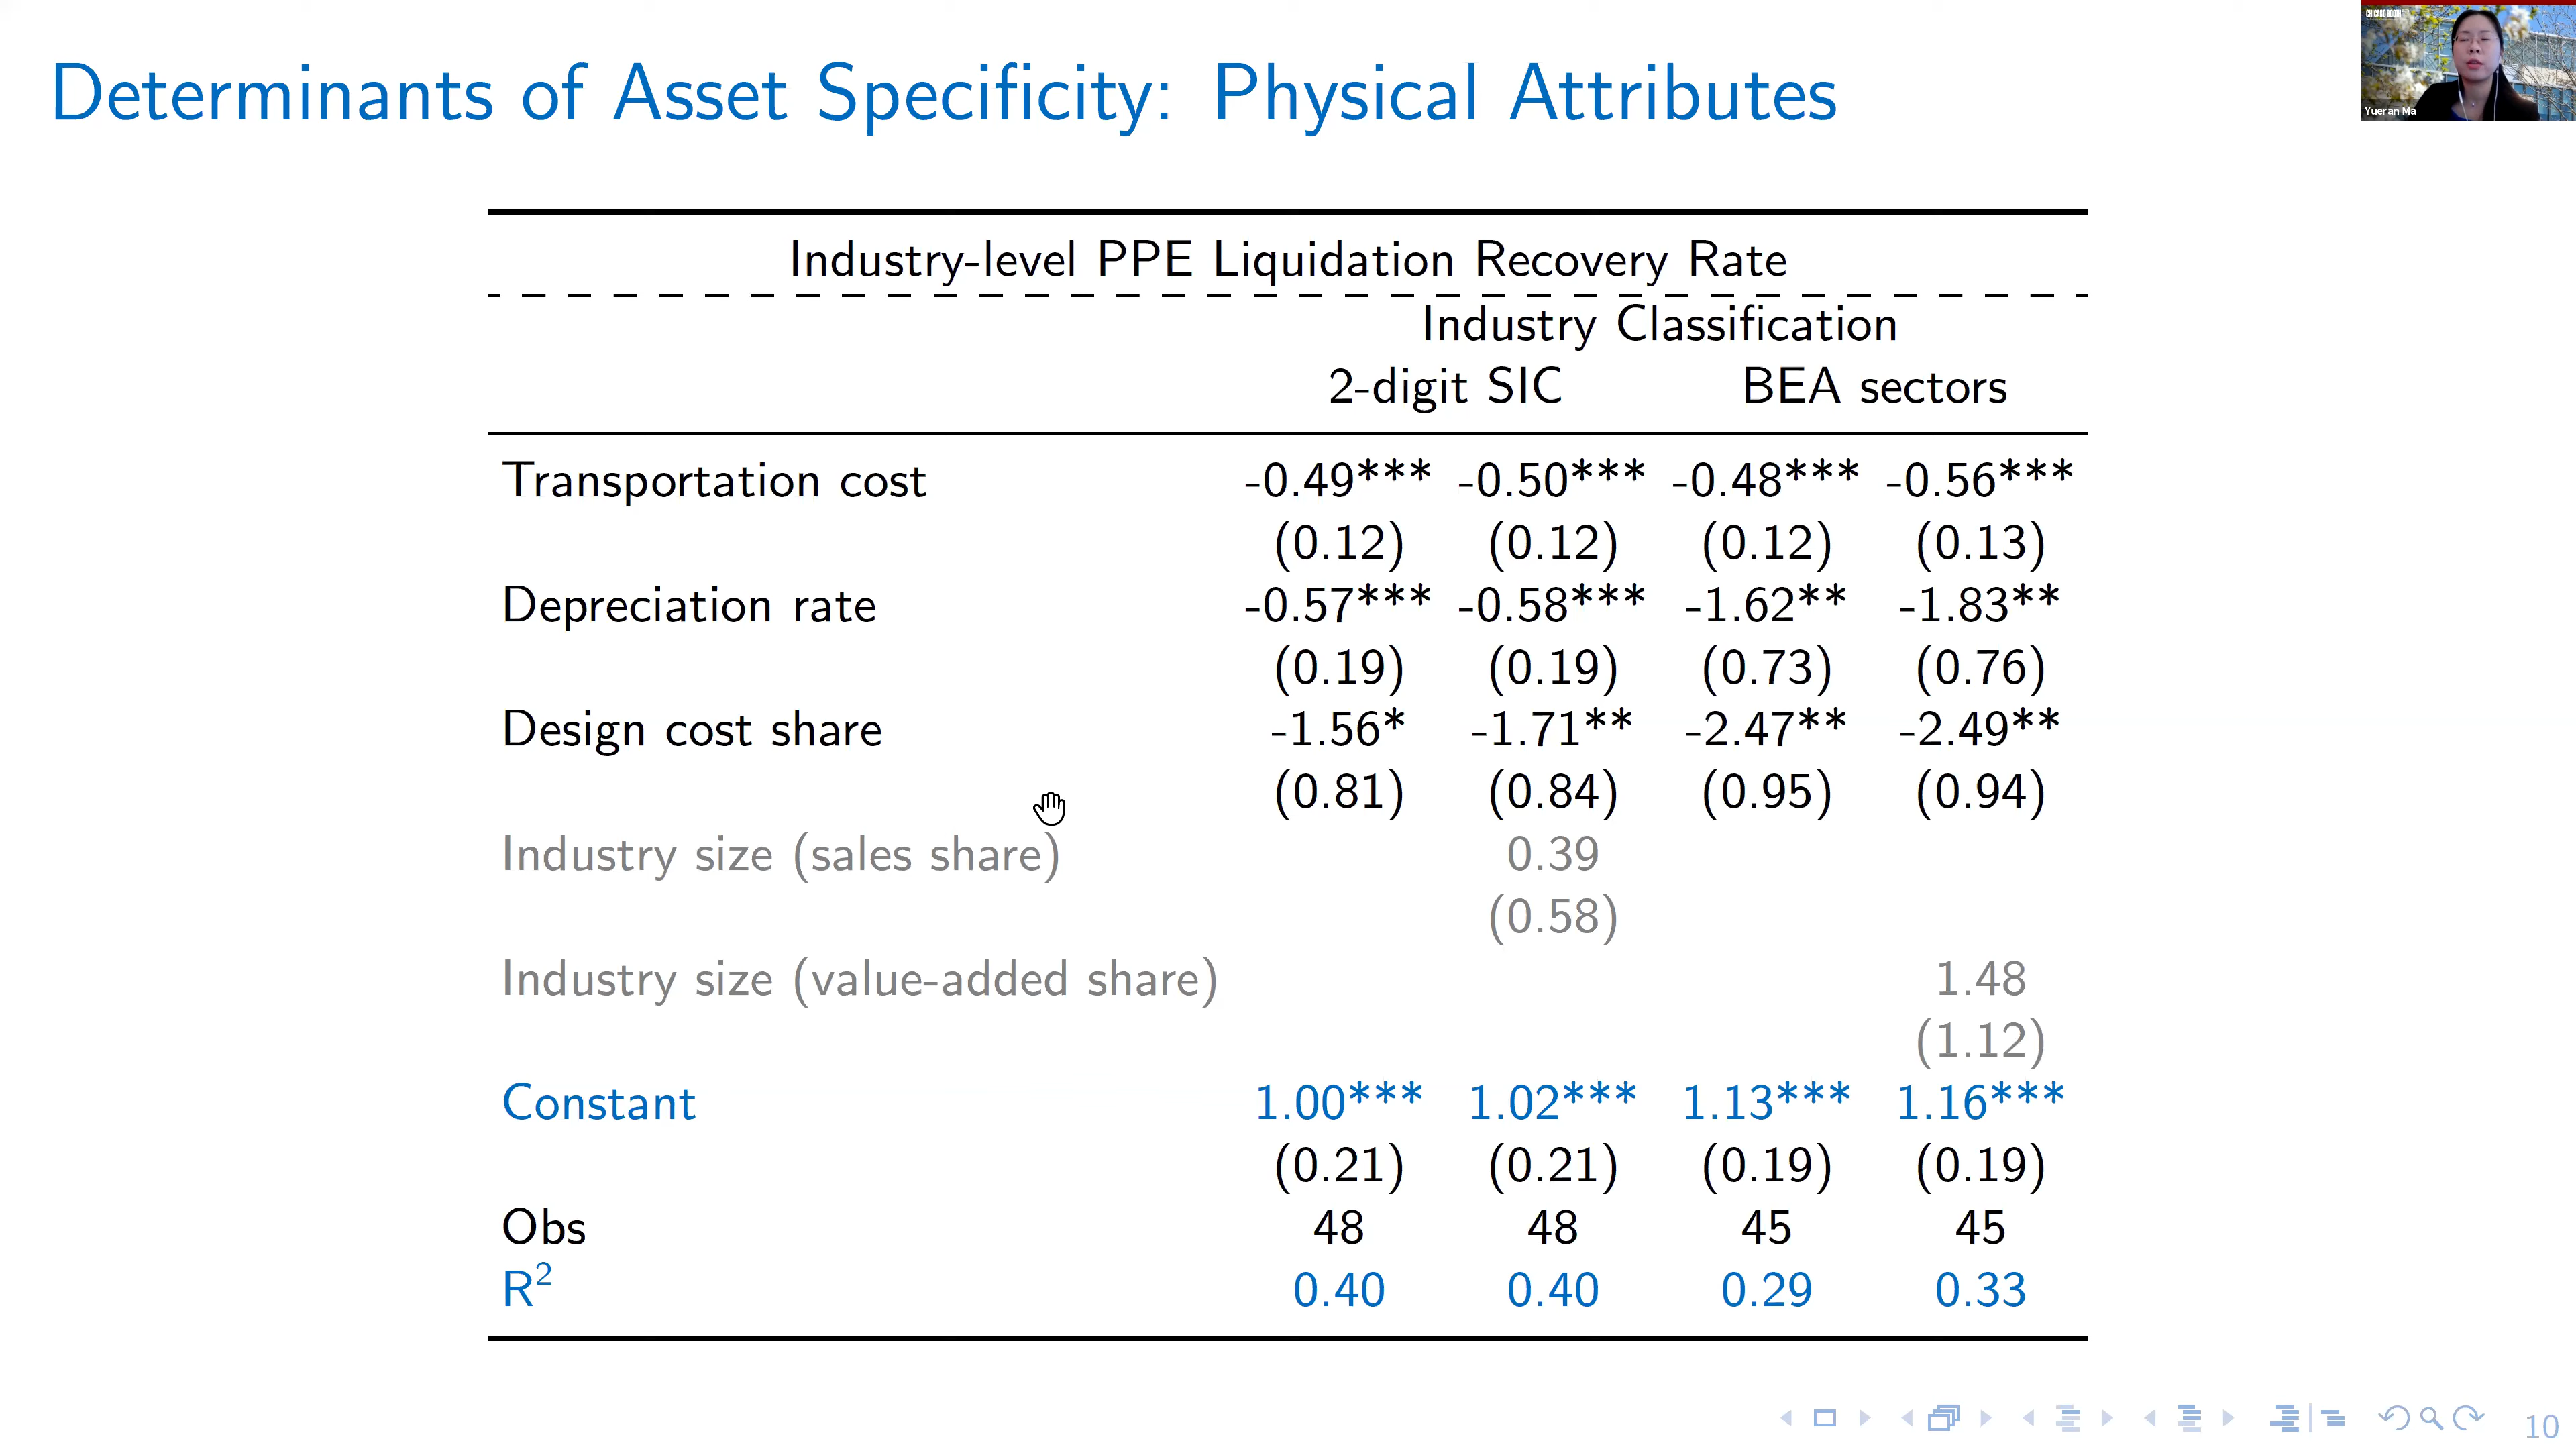 Determinants of Asset Specificity: Physical Attributes
CHICAGO BOOTH
Yueran Ma
Industry-level PPE Liquidation Recovery Rate
Industry Classification
2-digit SIC BEA sectors
Transportation cost -0.49*** -0.50*** -0.48*** -0.56***
(0.12) (0.12) (0.12) (0.13)
Depreciation rate -0.57*** -0.58*** -1.62** -1.83**
(0.19) (0.19) (0.73) (0.76)
Design cost share -1.56* -1.71** -2.47** -2.49**
(0.81) (0.84) (0.95) (0.94)
Industry size (sales share) 0.39
(0.58)
Industry size (value-added share) 1.48
(1.12)
Constant 1.00*** 1.02*** 1.13*** 1.16***
(0.21) (0.21) (0.19) (0.19)
Obs 48 48 45 45
R² 0.40 0.40 0.29 0.33
10